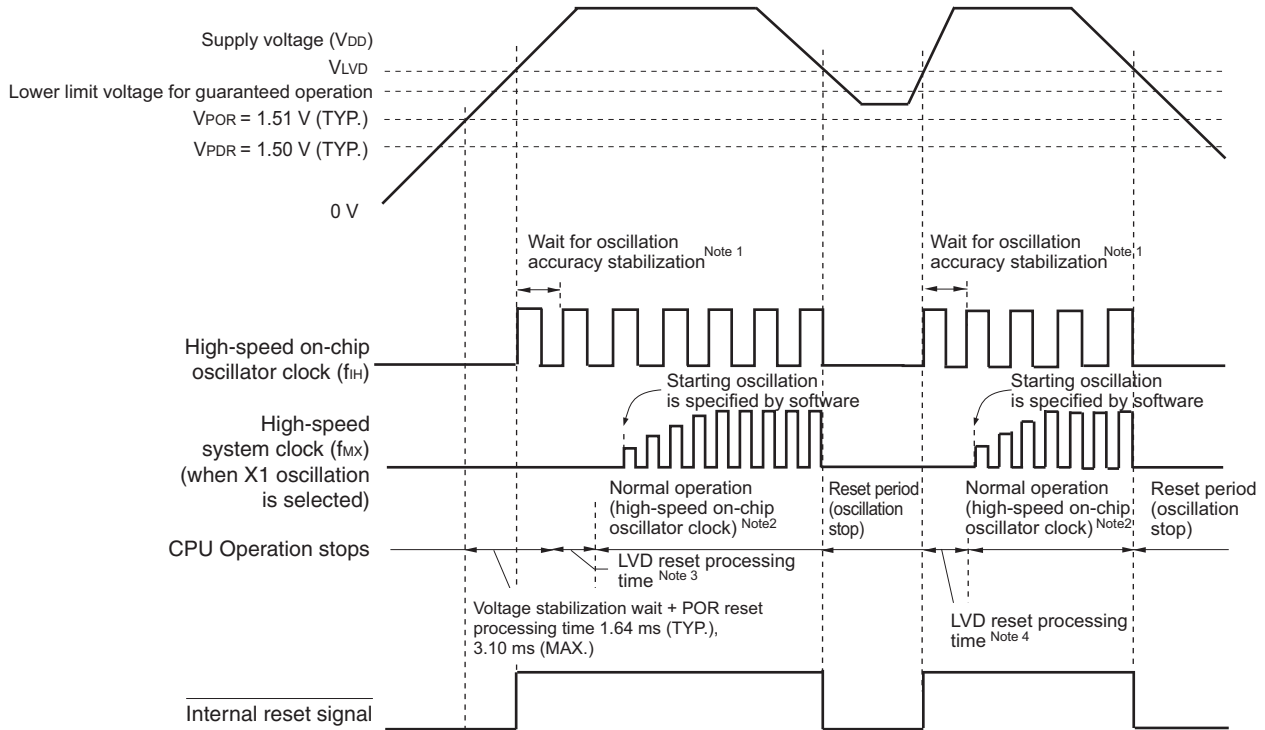 Supply voltage (VDD)
VLVD
Lower limit voltage for guaranteed operation
VPOR = 1.51 V (TYP.)
VPDR = 1.50 V (TYP.)
0 V
Wait for oscillation
accuracy stabilization Note 1
Wait for oscillation
accuracy stabilization Note 1
High-speed on-chip
oscillator clock (fIH)
Starting oscillation
is specified by software
Starting oscillation
is specified by software
High-speed
system clock (fMX)
(when X1 oscillation
is selected)
Normal operation
(high-speed on-chip
oscillator clock) Note2
Reset period
(oscillation
stop)
Normal operation
(high-speed on-chip
oscillator clock) Note2
Reset period
(oscillation
stop)
CPU Operation stops
LVD reset processing
time Note 3
Voltage stabilization wait + POR reset
processing time 1.64 ms (TYP.),
3.10 ms (MAX.)
LVD reset processing
time Note 4
Internal reset signal